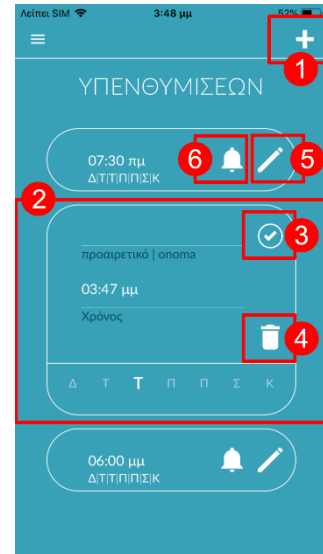 Λείπει SIM 3:48 μμ 52%
1
ΥΠΕΝΘΥΜΙΣΕΩΝ
07:30 πμ 6 5
Δ|Τ|Τ|Π|Π|Σ|Κ
2
3
προαιρετικό | onoma
03:47 μμ
Χρόνος
4
Δ Τ Τ Π Π Σ Κ
06:00 μμ
Δ|Τ|Τ|Π|Π|Σ|Κ